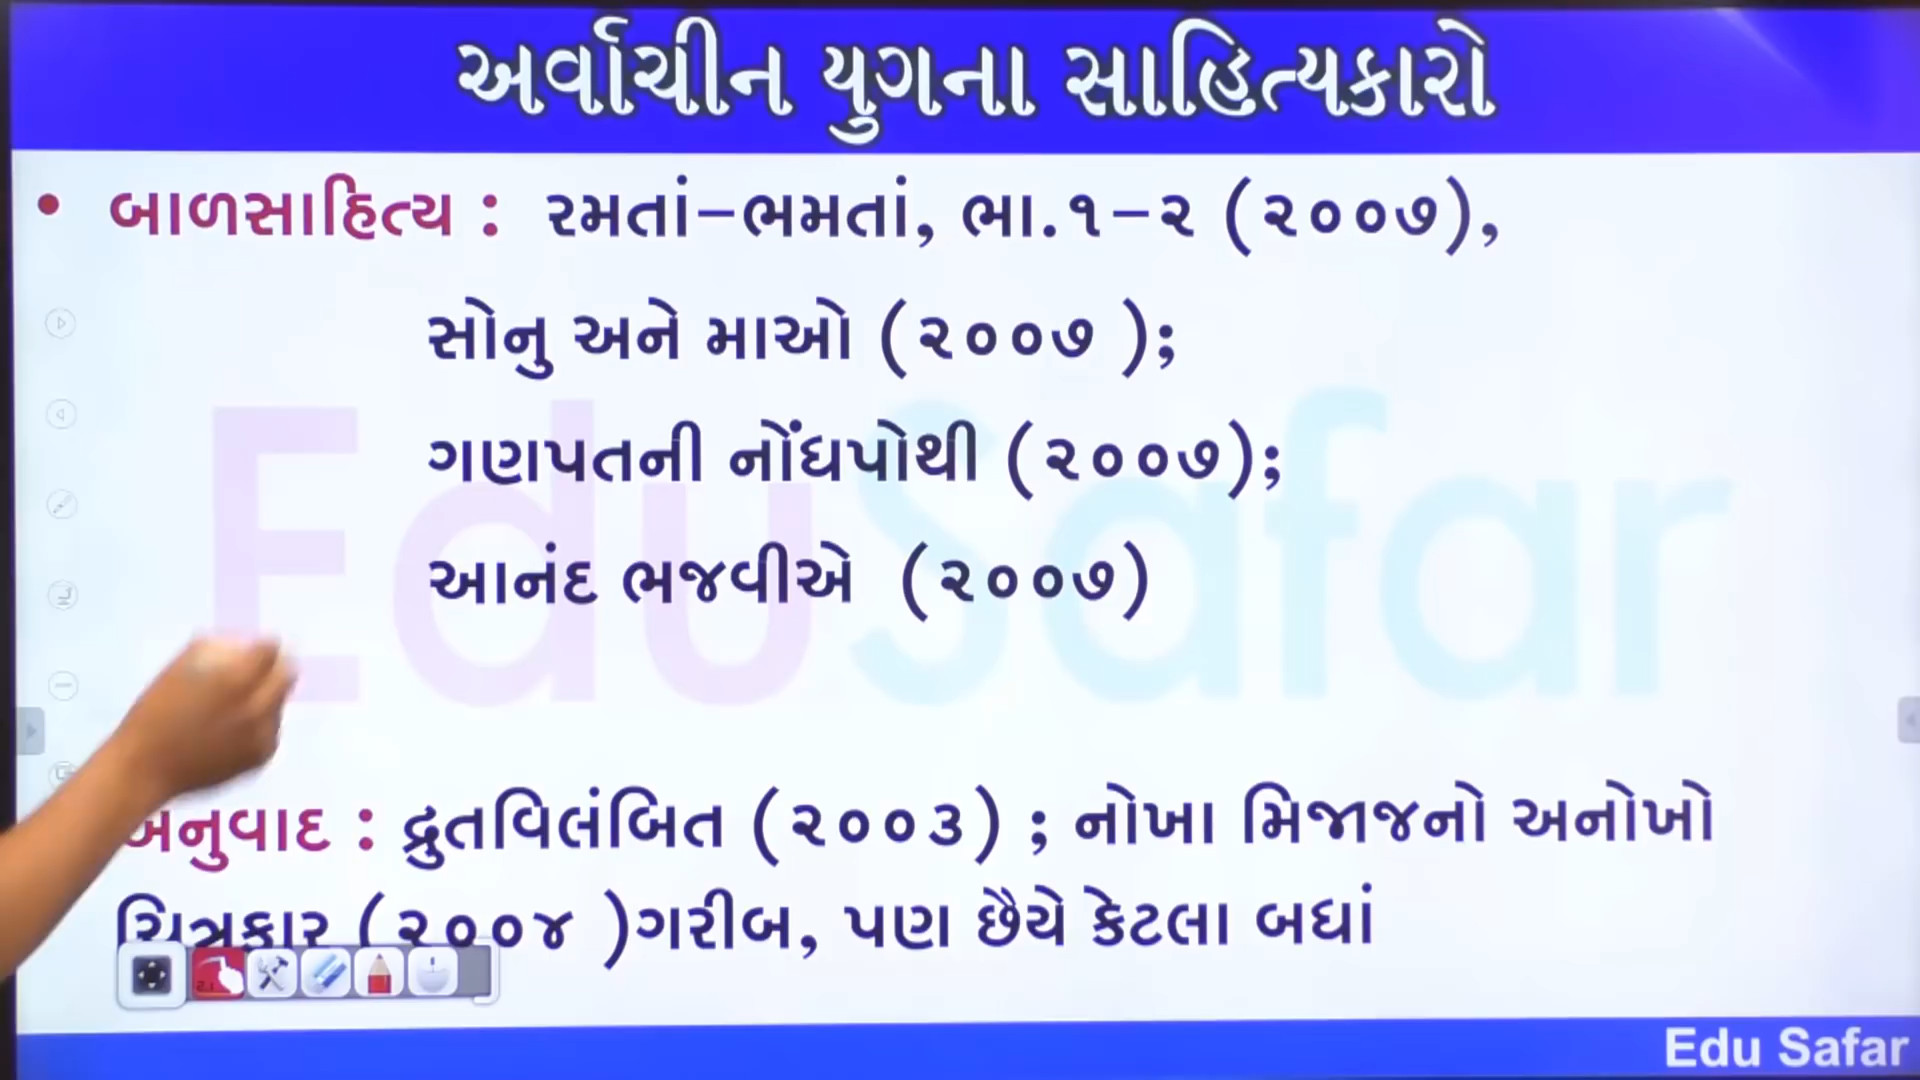 અર્વાચીન યુગના સાહિત્યકારો
• બાળસાહિત્ય : રમતાં-ભમતાં, ભા.૧-૨ (૨૦૦૭),
સોનુ અને માઓ (૨૦૦૭ );
ગણપતની નોંધપોથી (૨૦૦૭);
આનંદ ભજવીએ (૨૦૦૭)
EduSafar
અનુવાદ : દ્રુતવિલંબિત (૨૦૦૩) ; નોખા મિજાજનો અનોખો
ચિત્રકાર (૨૦૦૪ )ગરીબ, પણ છૈયે કેટલા બધાં
Edu Safar